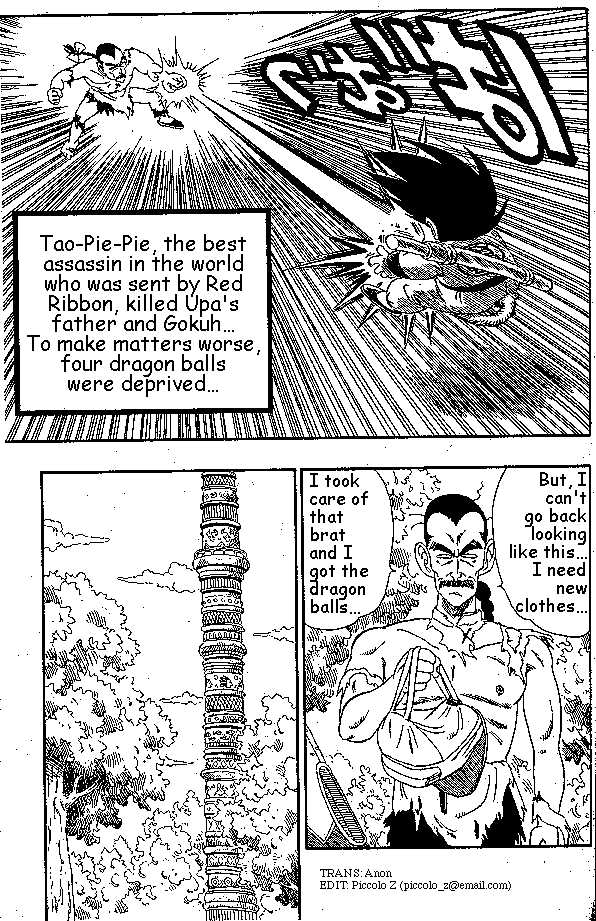 Tao-Pie-Pie, the best
assassin in the world
who was sent by Red
Ribbon, killed Upa's
father and Gokuh...
To make matters worse,
four dragon balls
were deprived...
I took
care of
that
brat
and I
got the
dragon
balls...
But, I
can't
go back
looking
like this...
I need
new
clothes...
TRANS: Anon
EDIT: Piccolo Z (piccolo_z@email.com)